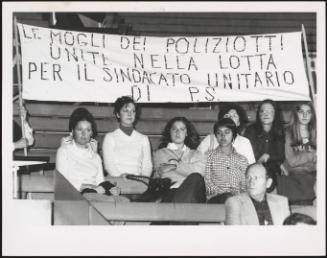 LE MOGLI DEI POLIZIOTTI
UNITE NELLA LOTTA
PER IL SINDACATO UNITARIO
DI P.S.